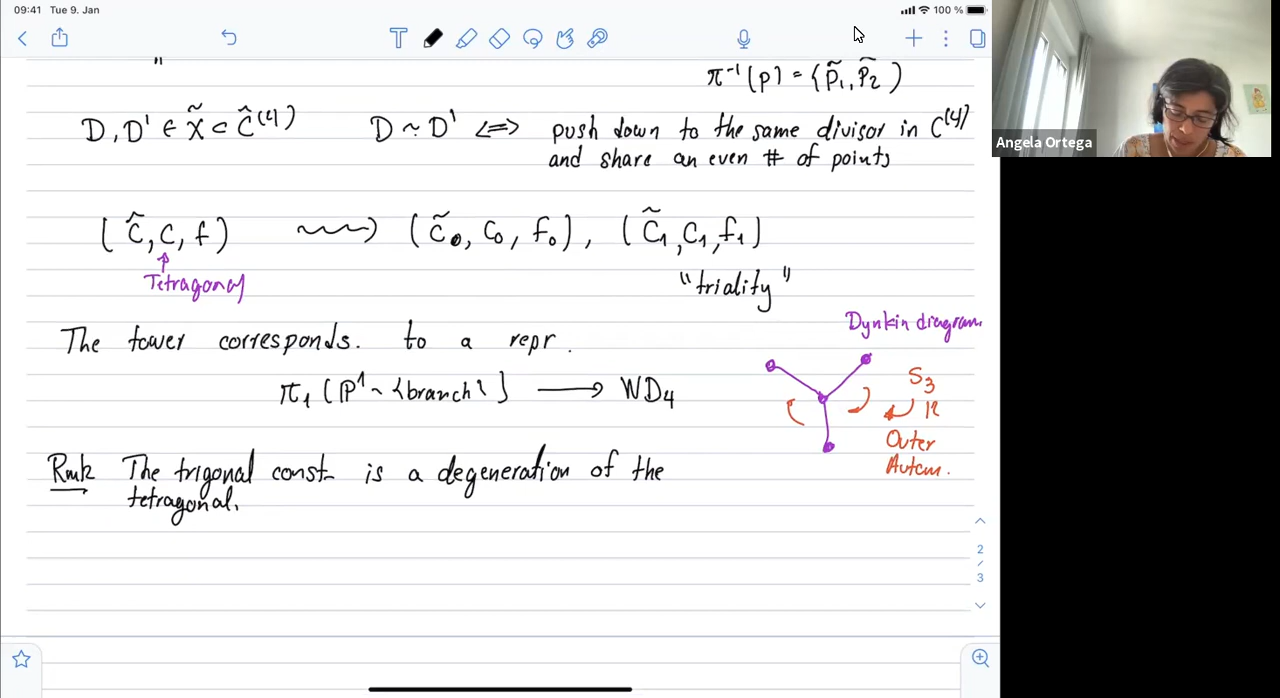 09:41 Tue 9. Jan
100 %
π⁻¹(p) = {p̃₁, p̃₂}
D, D' ∈ X̃ ⊂ Ĉ⁽⁴⁾ D ~ D' <=> push down to the same divisor in C⁽⁴⁾
and share an even # of points
(Ĉ, C, f) ⇝ (C̃₀, C₀, f₀), (C̃₁, C₁, f₁)
Tetragonal
"triality"
Dynkin diagram
The tower corresponds. to a repr.
π₁(P¹ ∖ {branch}) → WD₄
S₃
Outer
Autom.
Rmk The trigonal const. is a degeneration of the
tetragonal.
2
/
3
Angela Ortega